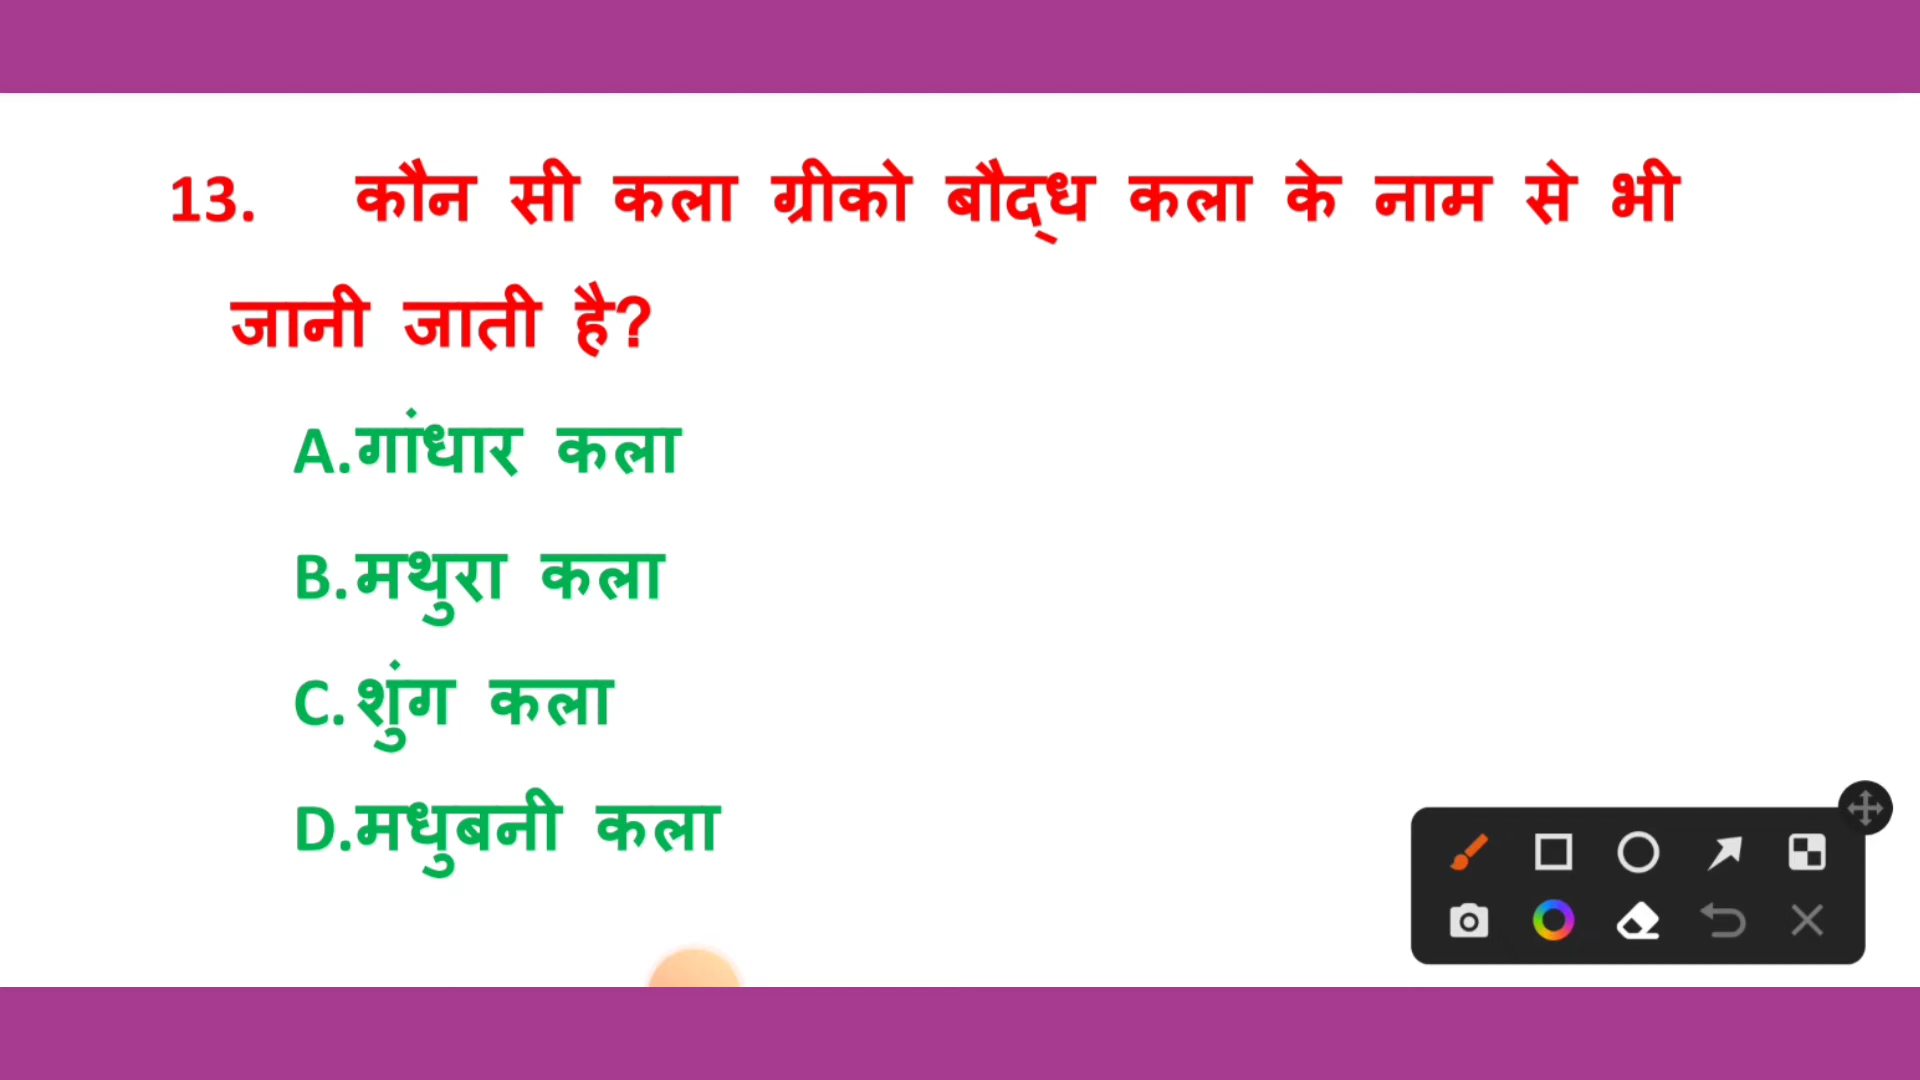 13. कौन सी कला ग्रीको बौद्ध कला के नाम से भी
जानी जाती है?
A.गांधार कला
B.मथुरा कला
C.शुंग कला
D.मधुबनी कला